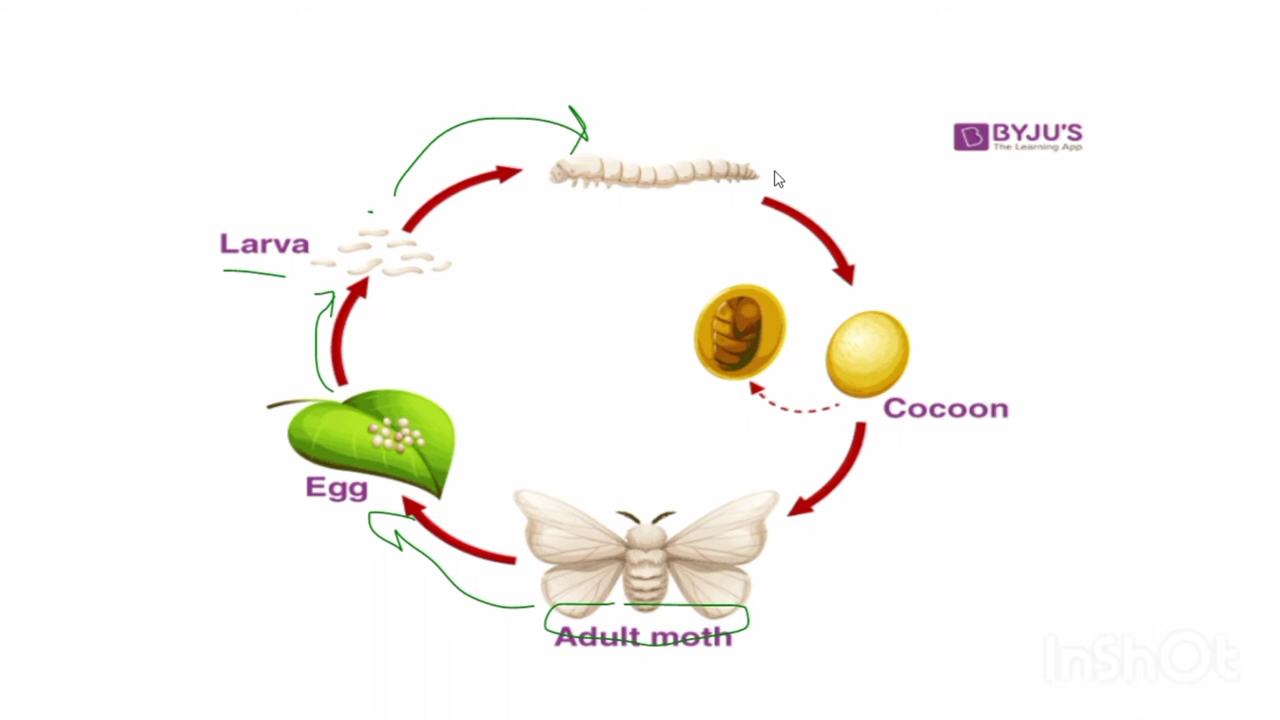 BYJU'S
The Learning App
Larva
Cocoon
Egg
Adult moth
InShOt